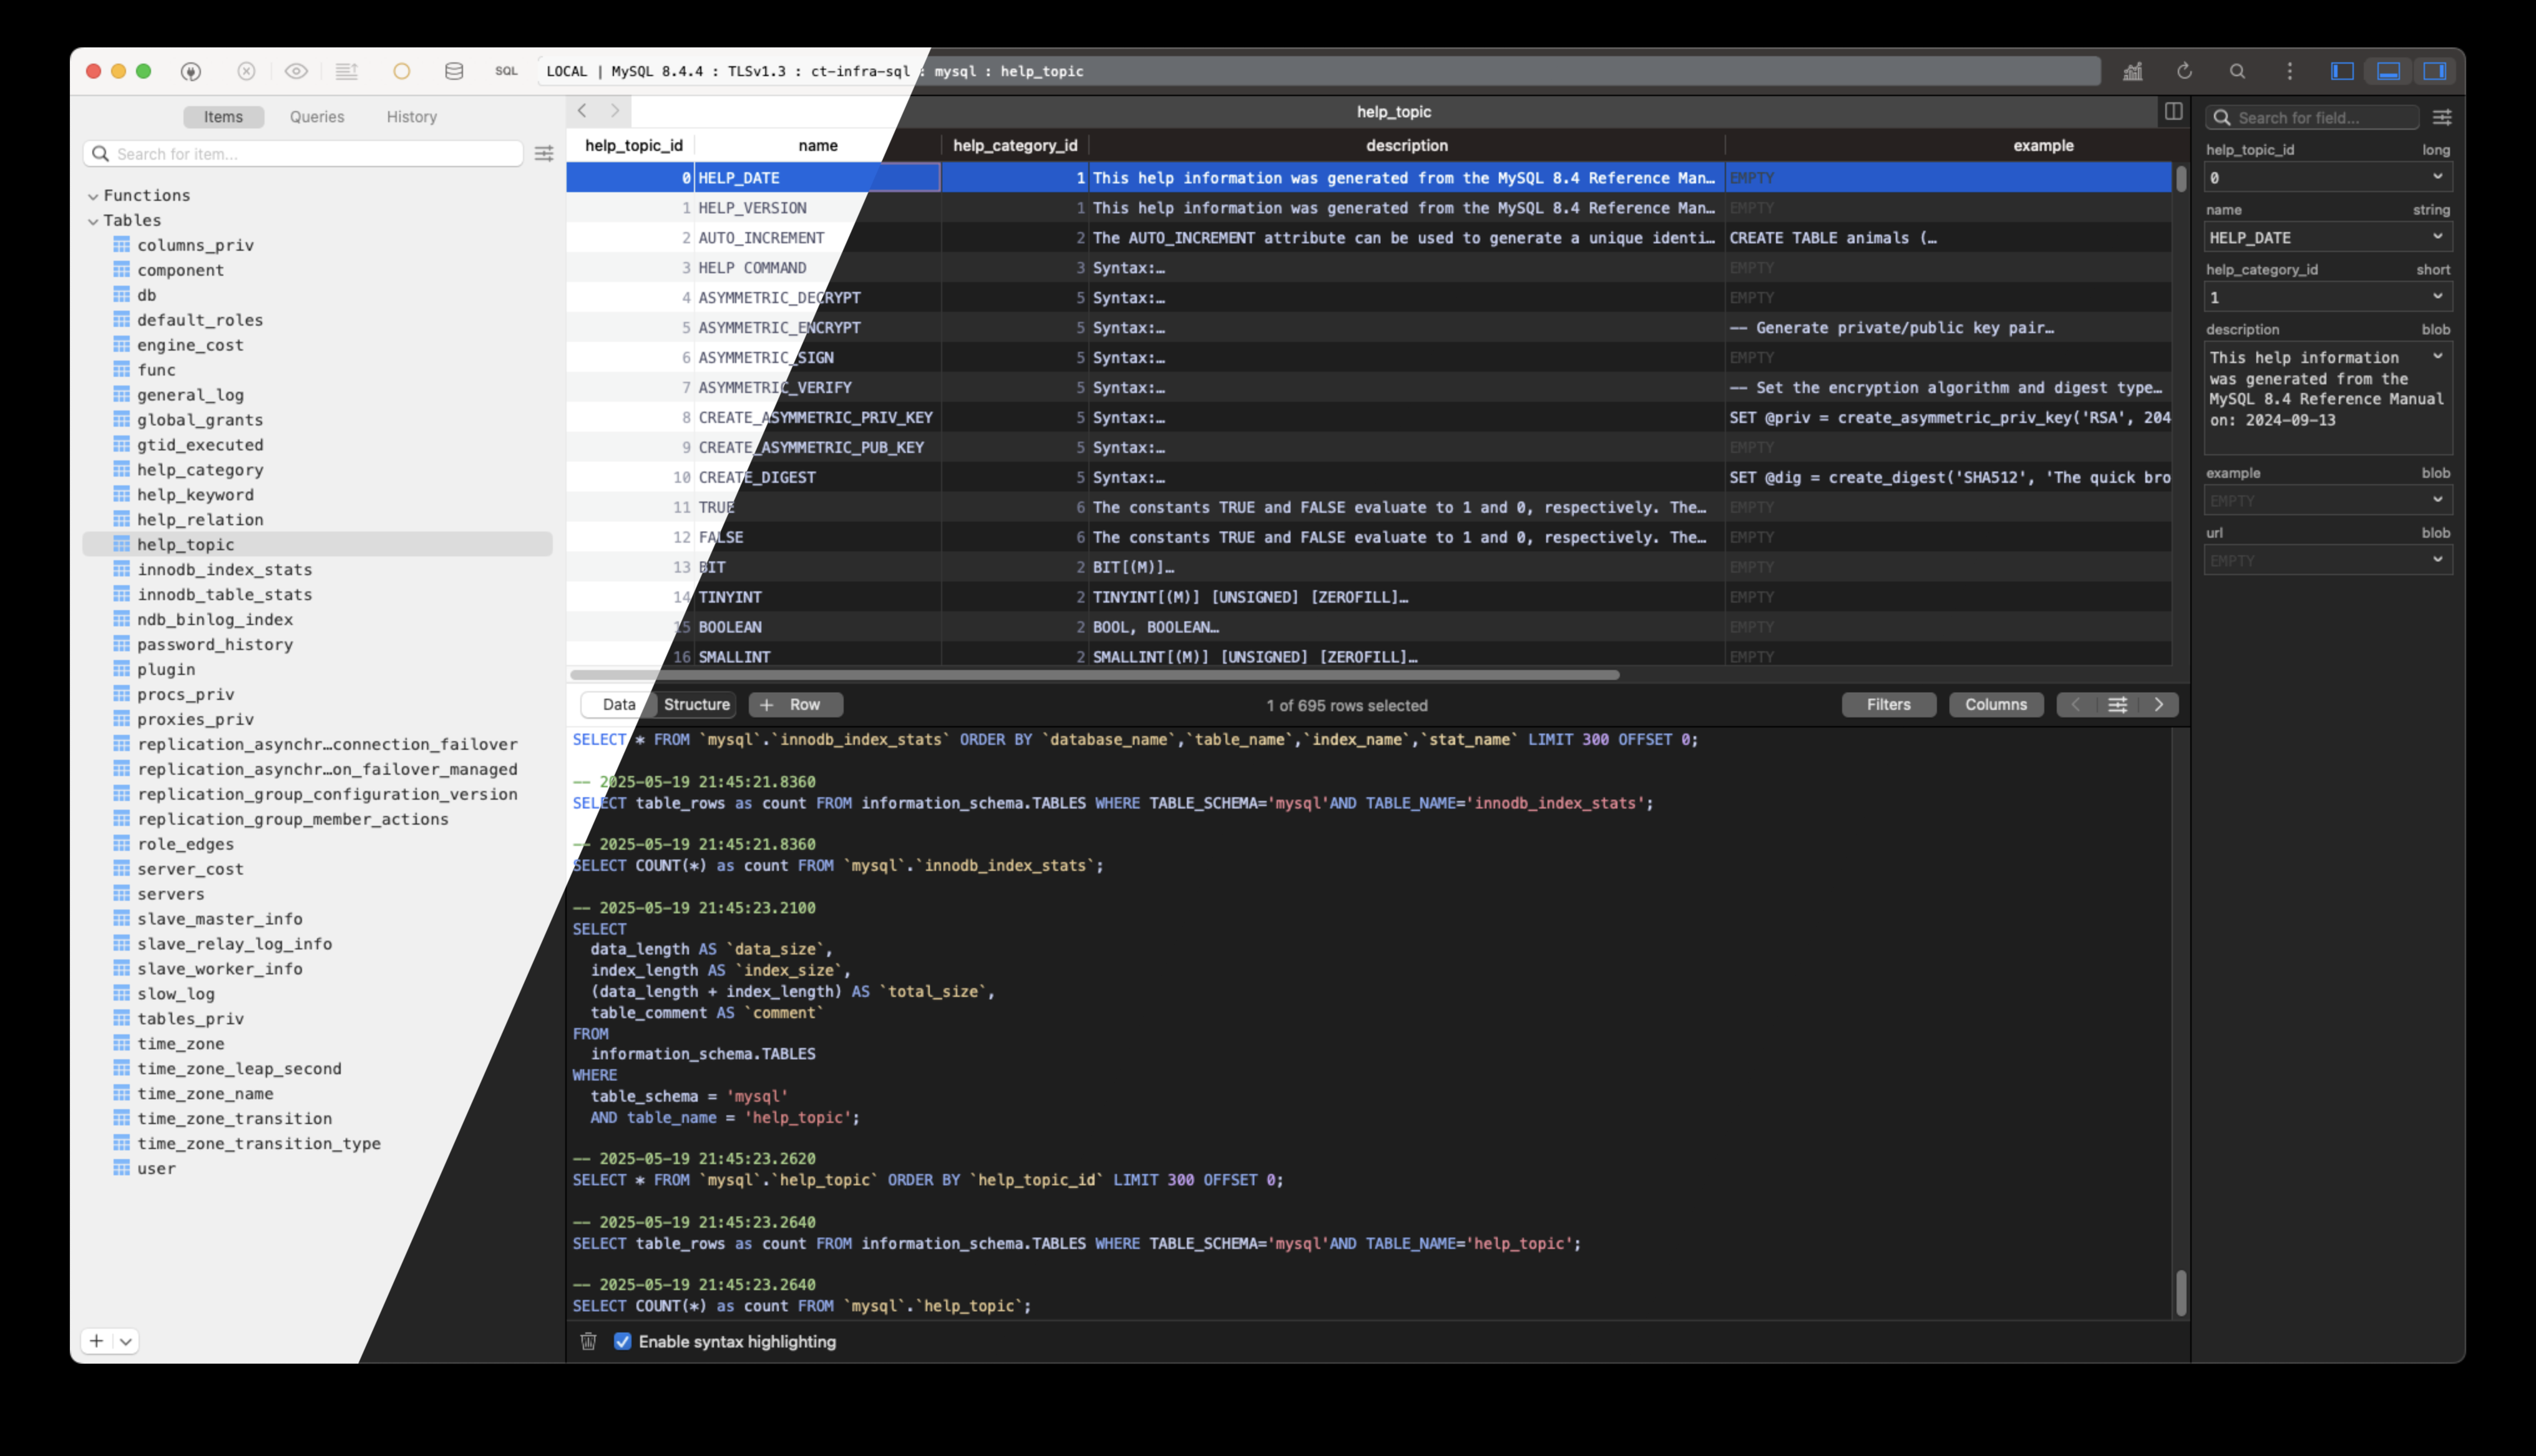 SQL
LOCAL | MySQL 8.4.4 : TLSv1.3 : ct-infra-sql : mysql : help_topic
Items Queries History
Search for item...
Functions
Tables
columns_priv
component
db
default_roles
engine_cost
func
general_log
global_grants
gtid_executed
help_category
help_keyword
help_relation
help_topic
innodb_index_stats
innodb_table_stats
ndb_binlog_index
password_history
plugin
procs_priv
proxies_priv
replication_asynchr…connection_failover
replication_asynchr…on_failover_managed
replication_group_configuration_version
replication_group_member_actions
role_edges
server_cost
servers
slave_master_info
slave_relay_log_info
slave_worker_info
slow_log
tables_priv
time_zone
time_zone_leap_second
time_zone_name
time_zone_transition
time_zone_transition_type
user
help_topic
help_topic_id name help_category_id description example
0 HELP_DATE 1 This help information was generated from the MySQL 8.4 Reference Man… EMPTY
1 HELP_VERSION 1 This help information was generated from the MySQL 8.4 Reference Man… EMPTY
2 AUTO_INCREMENT 2 The AUTO_INCREMENT attribute can be used to generate a unique identi… CREATE TABLE animals (…
3 HELP COMMAND 3 Syntax:… EMPTY
4 ASYMMETRIC_DECRYPT 5 Syntax:… EMPTY
5 ASYMMETRIC_ENCRYPT 5 Syntax:… -- Generate private/public key pair…
6 ASYMMETRIC_SIGN 5 Syntax:… EMPTY
7 ASYMMETRIC_VERIFY 5 Syntax:… -- Set the encryption algorithm and digest type…
8 CREATE_ASYMMETRIC_PRIV_KEY 5 Syntax:… SET @priv = create_asymmetric_priv_key('RSA', 204
9 CREATE_ASYMMETRIC_PUB_KEY 5 Syntax:… EMPTY
10 CREATE_DIGEST 5 Syntax:… SET @dig = create_digest('SHA512', 'The quick bro
11 TRUE 6 The constants TRUE and FALSE evaluate to 1 and 0, respectively. The… EMPTY
12 FALSE 6 The constants TRUE and FALSE evaluate to 1 and 0, respectively. The… EMPTY
13 BIT 2 BIT[(M)]… EMPTY
14 TINYINT 2 TINYINT[(M)] [UNSIGNED] [ZEROFILL]… EMPTY
15 BOOLEAN 2 BOOL, BOOLEAN… EMPTY
16 SMALLINT 2 SMALLINT[(M)] [UNSIGNED] [ZEROFILL]… EMPTY
Data Structure + Row 1 of 695 rows selected Filters Columns
SELECT * FROM `mysql`.`innodb_index_stats` ORDER BY `database_name`,`table_name`,`index_name`,`stat_name` LIMIT 300 OFFSET 0;
-- 2025-05-19 21:45:21.8360
SELECT table_rows as count FROM information_schema.TABLES WHERE TABLE_SCHEMA='mysql'AND TABLE_NAME='innodb_index_stats';
-- 2025-05-19 21:45:21.8360
SELECT COUNT(*) as count FROM `mysql`.`innodb_index_stats`;
-- 2025-05-19 21:45:23.2100
SELECT
data_length AS `data_size`,
index_length AS `index_size`,
(data_length + index_length) AS `total_size`,
table_comment AS `comment`
FROM
information_schema.TABLES
WHERE
table_schema = 'mysql'
AND table_name = 'help_topic';
-- 2025-05-19 21:45:23.2620
SELECT * FROM `mysql`.`help_topic` ORDER BY `help_topic_id` LIMIT 300 OFFSET 0;
-- 2025-05-19 21:45:23.2640
SELECT table_rows as count FROM information_schema.TABLES WHERE TABLE_SCHEMA='mysql'AND TABLE_NAME='help_topic';
-- 2025-05-19 21:45:23.2640
SELECT COUNT(*) as count FROM `mysql`.`help_topic`;
Enable syntax highlighting
Search for field...
help_topic_id long
0
name string
HELP_DATE
help_category_id short
1
description blob
This help information
was generated from the
MySQL 8.4 Reference Manual
on: 2024-09-13
example blob
EMPTY
url blob
EMPTY